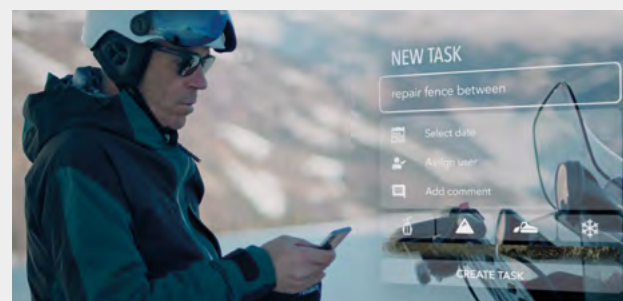 NEW TASK
repair fence between
Select date
Assign user
Add comment
CREATE TASK